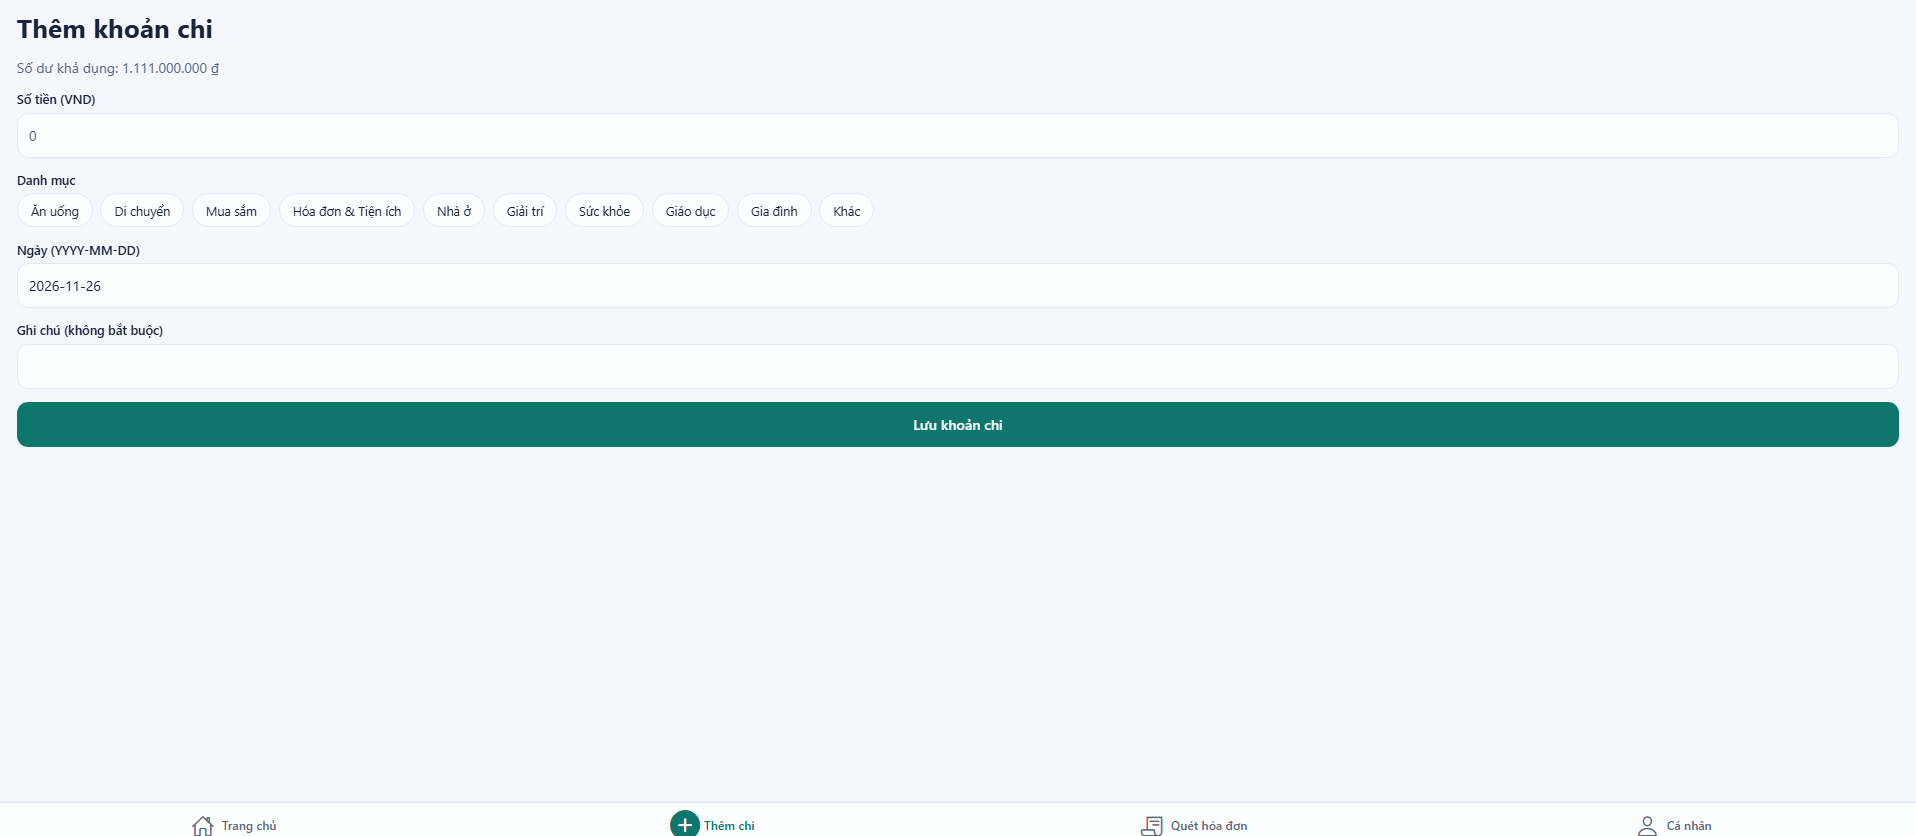 Thêm khoản chi
Số dư khả dụng: 1.111.000.000 ₫
Số tiền (VND)
0
Danh mục
Ăn uống Di chuyển Mua sắm Hóa đơn & Tiện ích Nhà ở Giải trí Sức khỏe Giáo dục Gia đình Khác
Ngày (YYYY-MM-DD)
2026-11-26
Ghi chú (không bắt buộc)
Lưu khoản chi
Trang chủ Thêm chi Quét hóa đơn Cá nhân